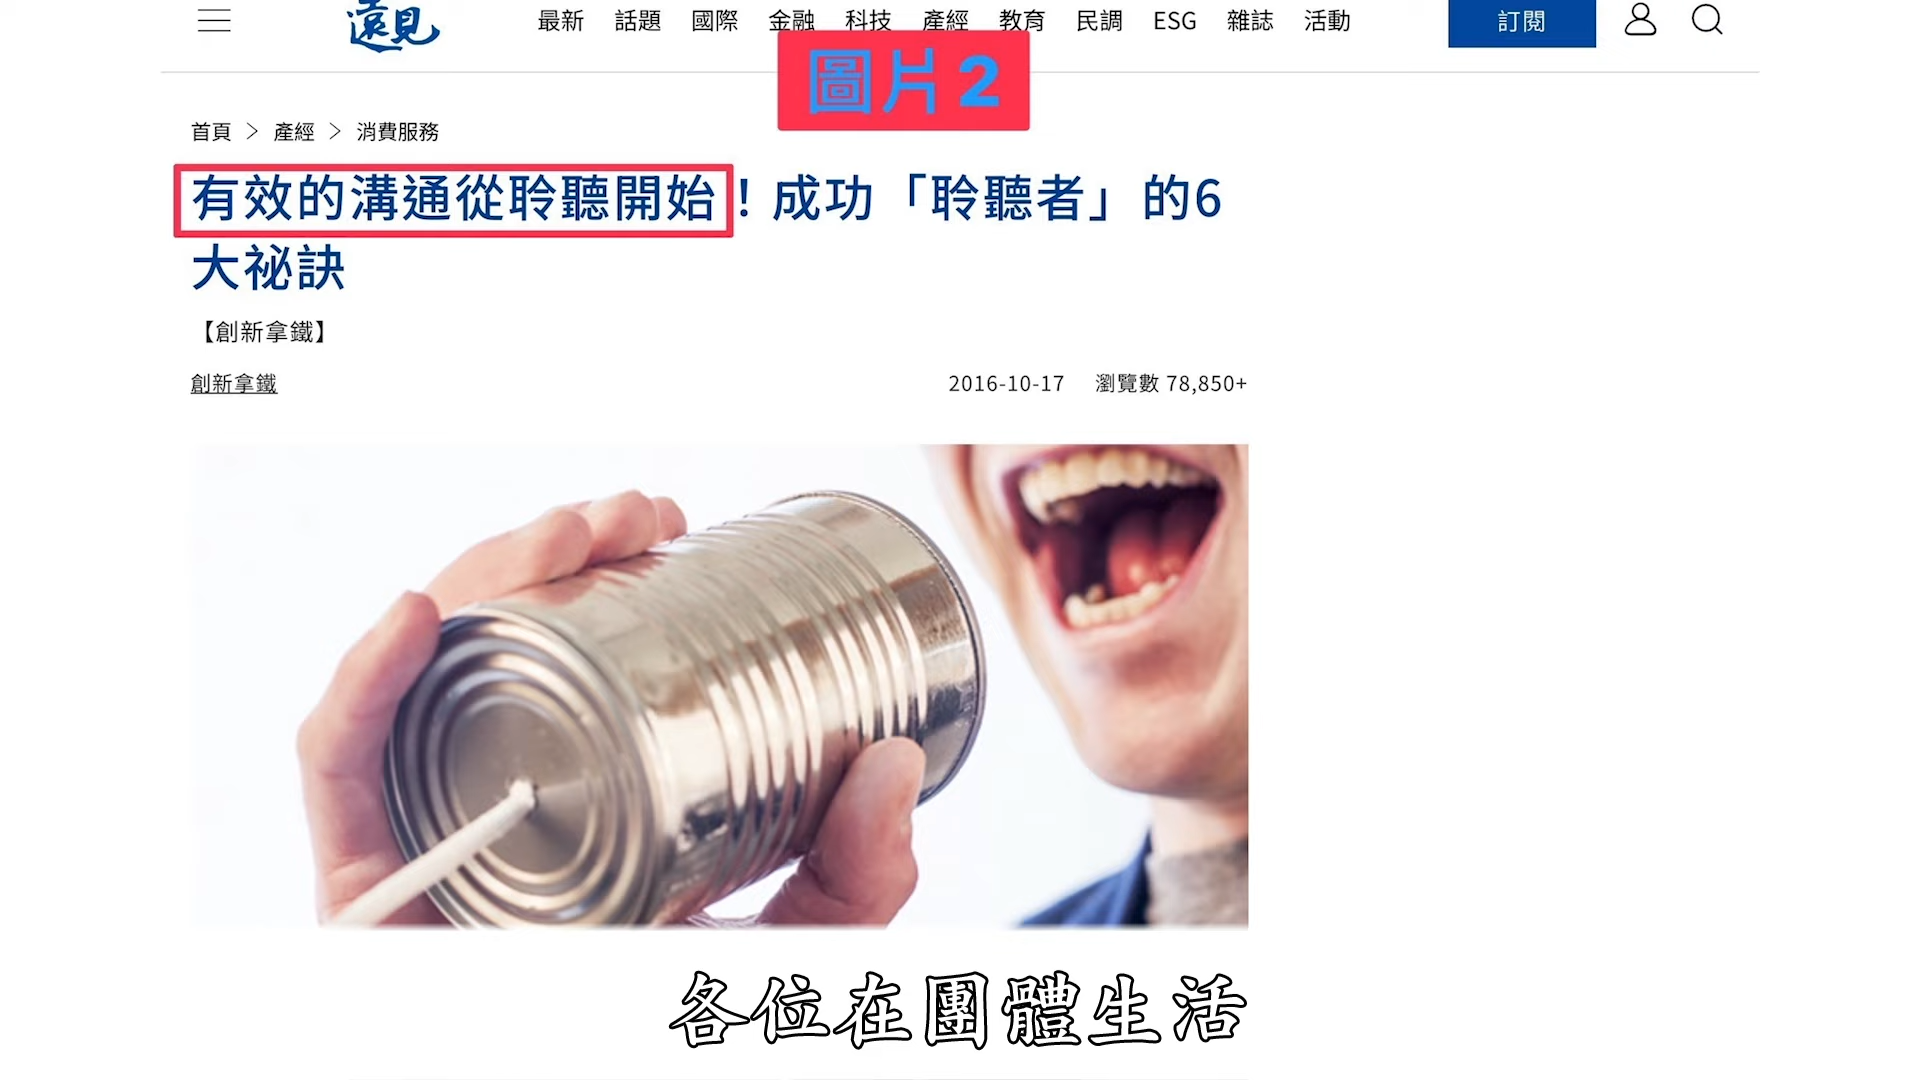 遠見
最新 話題 國際 金融 科技 產經 教育 民調 ESG 雜誌 活動
訂閱
圖片2
首頁 > 產經 > 消費服務
有效的溝通從聆聽開始！成功「聆聽者」的6
大祕訣
【創新拿鐵】
創新拿鐵
2016-10-17 瀏覽數 78,850+
各位在團體生活